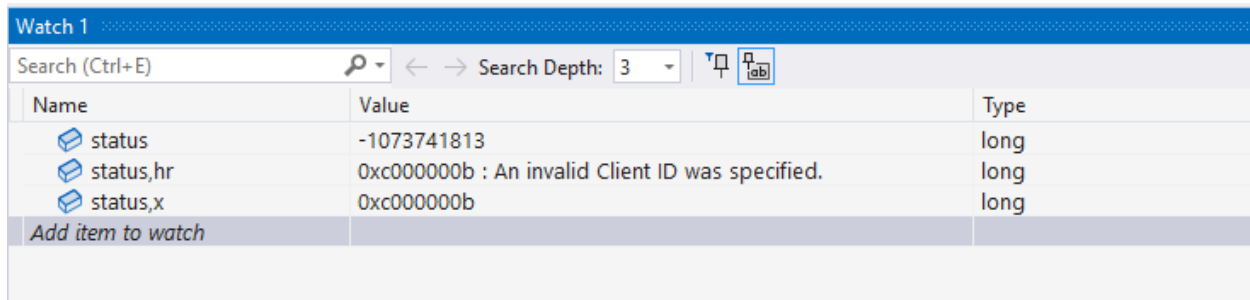 Watch 1
Search (Ctrl+E) Search Depth: 3
Name Value Type
status -1073741813 long
status,hr 0xc000000b : An invalid Client ID was specified. long
status,x 0xc000000b long
Add item to watch